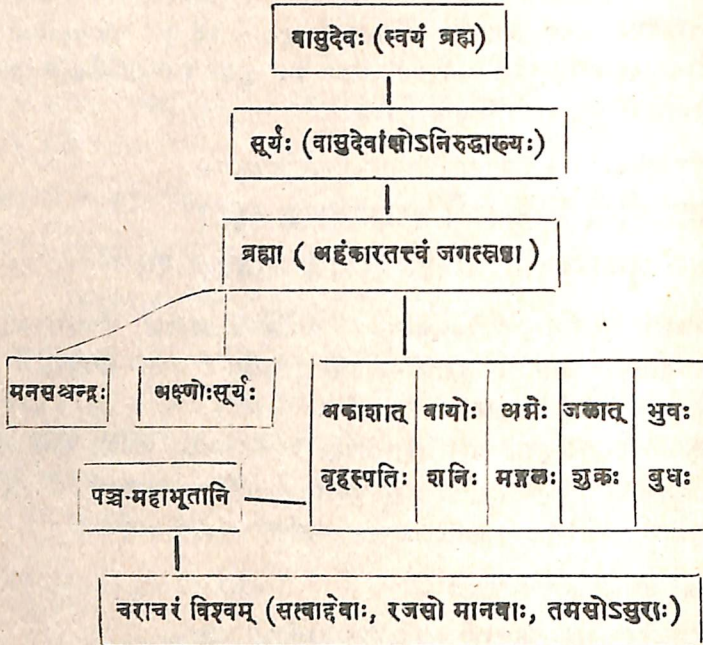 वासुदेवः (स्वयं ब्रह्म)
सूर्यः (वासुदेवांशोऽनिरुद्धाख्यः)
ब्रह्मा ( अहंकारतत्त्वं जगत्स्रष्टा )
मनसश्चन्द्रः
अक्ष्णोःसूर्यः
अकाशात् वायोः अग्नेः जलात् भुवः
बृहस्पतिः शनिः मङ्गलः शुक्रः बुधः
पञ्च-महाभूतानि
चराचरं विश्वम् (सत्वाद्देवाः, रजसो मानवाः, तमसोऽसुराः)